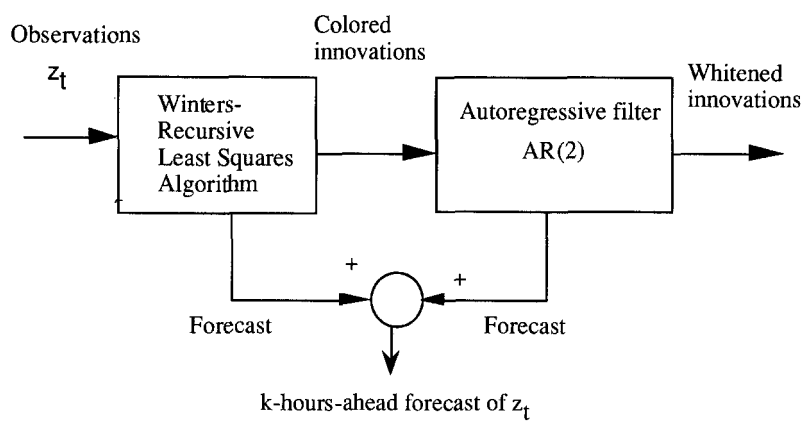 Observations
z_t
Colored
innovations
Whitened
innovations
Winters-
Recursive
Least Squares
Algorithm
Autoregressive filter
AR(2)
+
+
Forecast
Forecast
k-hours-ahead forecast of z_t